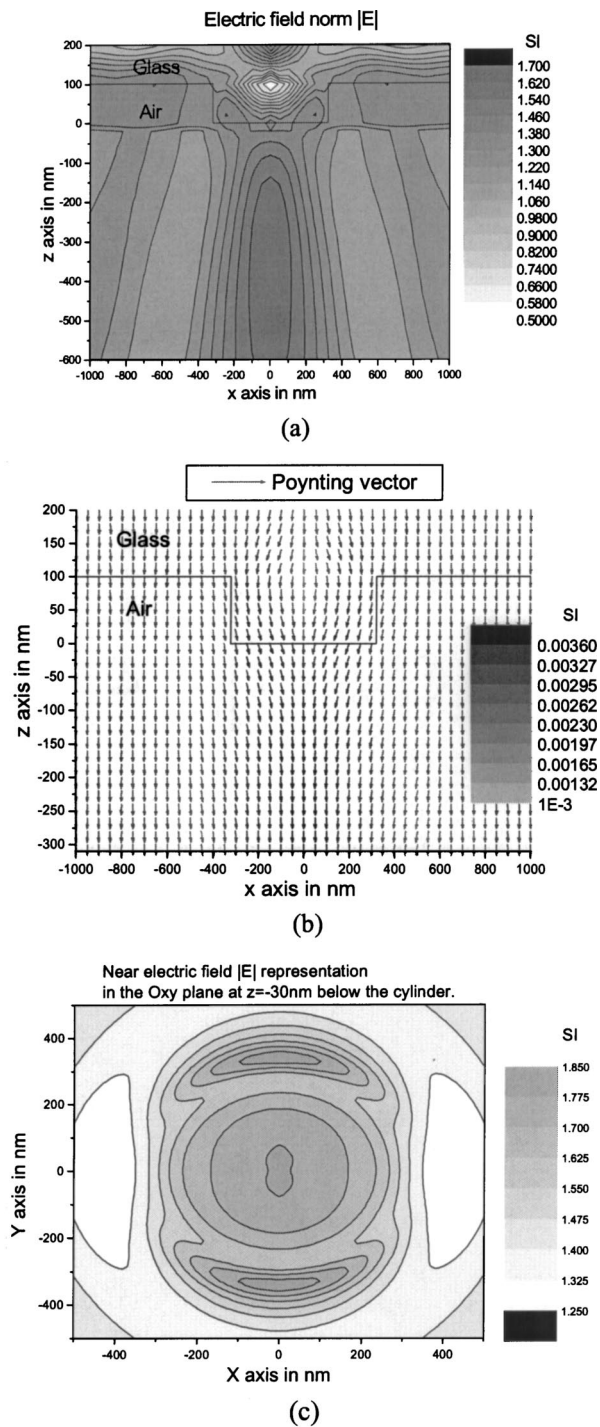 Electric field norm |E|
SI
200
100
0
-100
-200
-300
-400
-500
-600
z axis in nm
Glass
Air
-1000 -800 -600 -400 -200 0 200 400 600 800 1000
x axis in nm
1.700
1.620
1.540
1.460
1.380
1.300
1.220
1.140
1.060
0.9800
0.9000
0.8200
0.7400
0.6600
0.5800
0.5000
(a)
Poynting vector
200
150
100
50
0
-50
-100
-150
-200
-250
-300
z axis in nm
Glass
Air
-1000 -800 -600 -400 -200 0 200 400 600 800 1000
x axis in nm
SI
0.00360
0.00327
0.00295
0.00262
0.00230
0.00197
0.00165
0.00132
1E-3
(b)
Near electric field |E| representation
in the Oxy plane at z=-30nm below the cylinder.
400
200
0
-200
-400
Y axis in nm
-400 -200 0 200 400
X axis in nm
SI
1.850
1.775
1.700
1.625
1.550
1.475
1.400
1.325
1.250
(c)